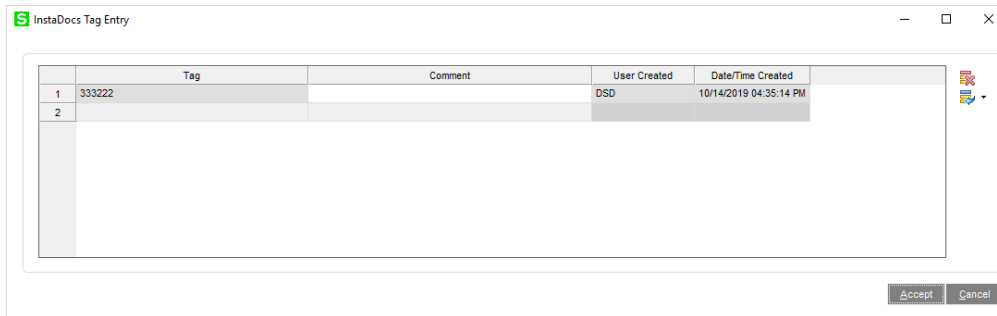 S InstaDocs Tag Entry
Tag Comment User Created Date/Time Created
1 333222 DSD 10/14/2019 04:35:14 PM
2
Accept Cancel